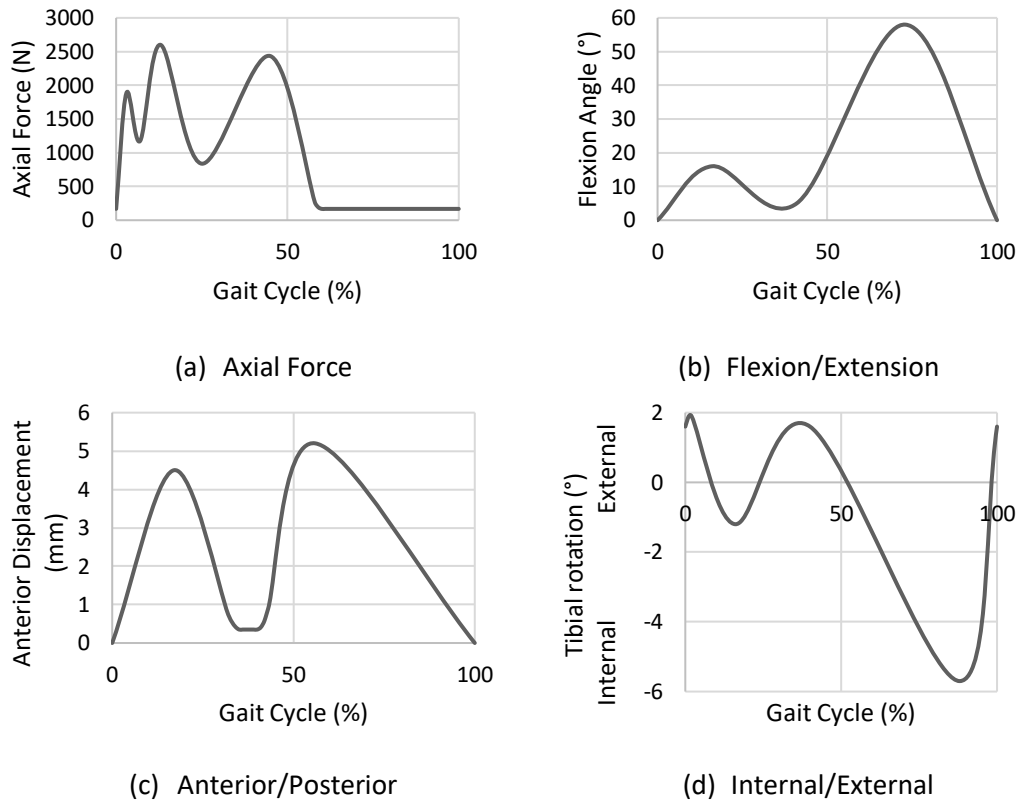 Axial Force (N)
3000
2500
2000
1500
1000
500
0
0 50 100
Gait Cycle (%)
(a) Axial Force
Flexion Angle (°)
60
50
40
30
20
10
0
0 50 100
Gait Cycle (%)
(b) Flexion/Extension
Anterior Displacement
(mm)
6
5
4
3
2
1
0
0 50 100
Gait Cycle (%)
(c) Anterior/Posterior
Tibial rotation (°)
Internal External
2
0
-2
-4
-6
0 50 100
Gait Cycle (%)
(d) Internal/External